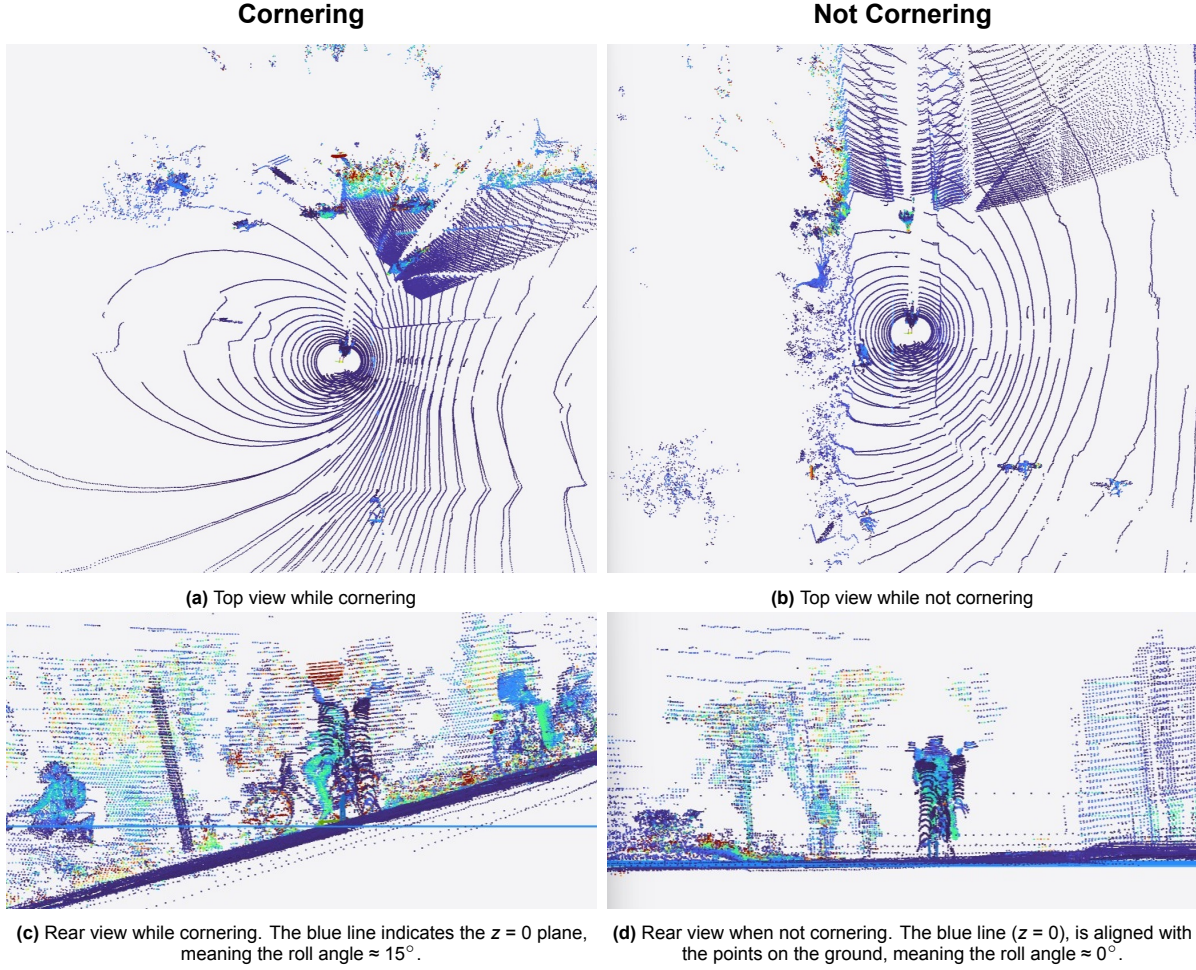 Cornering
Not Cornering
(a) Top view while cornering
(b) Top view while not cornering
(c) Rear view while cornering. The blue line indicates the z = 0 plane,
meaning the roll angle ≈ 15°.
(d) Rear view when not cornering. The blue line (z = 0), is aligned with
the points on the ground, meaning the roll angle ≈ 0°.